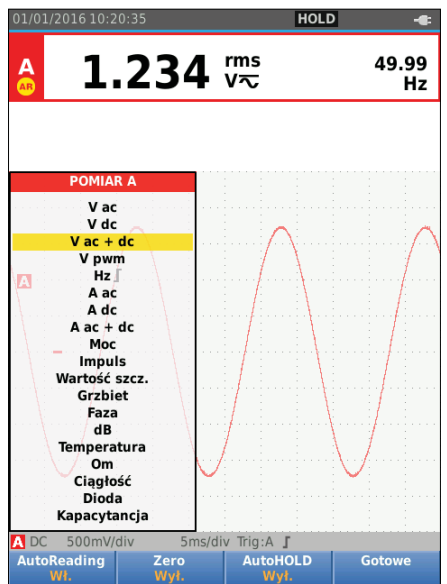 01/01/2016 10:20:35 HOLD
A AR 1.234 rms V 49.99 Hz
POMIAR A
V ac
V dc
V ac + dc
V pwm
Hz
A ac
A dc
A ac + dc
Moc
Impuls
Wartość szcz.
Grzbiet
Faza
dB
Temperatura
Om
Ciągłość
Dioda
Kapacytancja
A
A DC 500mV/div 5ms/div Trig:A
AutoReading Zero AutoHOLD Gotowe
Wł. Wył. Wył.